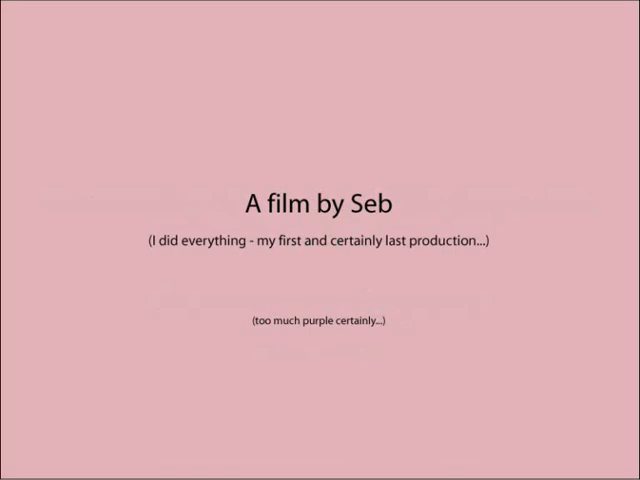 A film by Seb
(I did everything - my first and certainly last production...)
(too much purple certainly...)